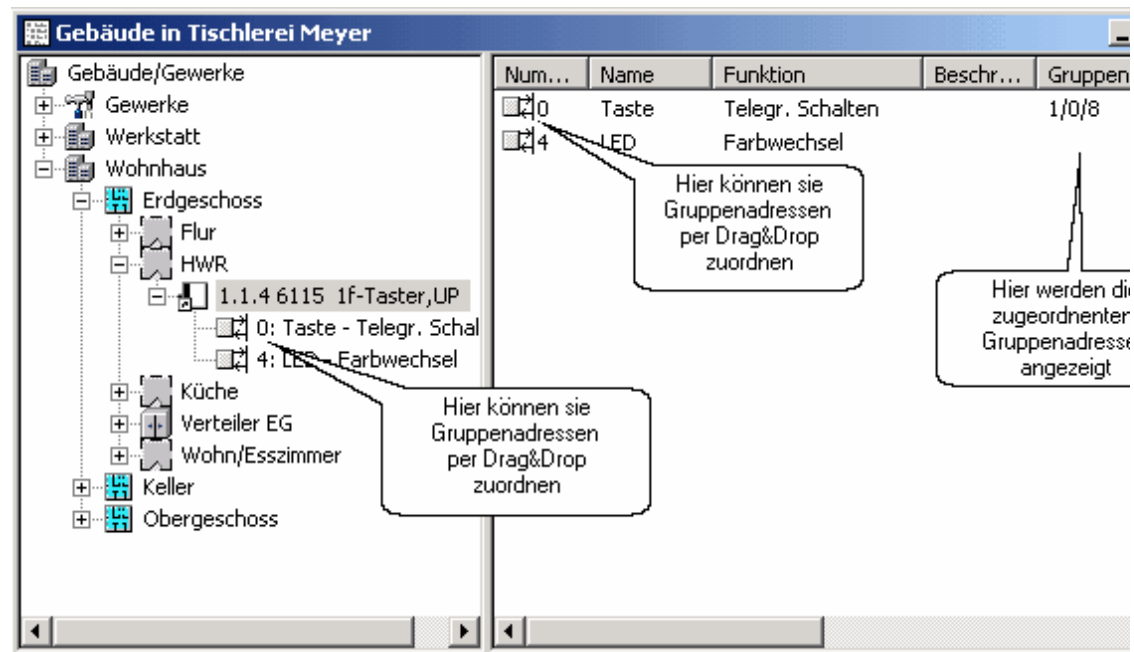 Gebäude in Tischlerei Meyer
Gebäude/Gewerke
Gewerke
Werkstatt
Wohnhaus
Erdgeschoss
Flur
HWR
1.1.4 6115 1f-Taster,UP
0: Taste - Telegr. Schal
4: LED - Farbwechsel
Küche
Verteiler EG
Wohn/Esszimmer
Keller
Obergeschoss
Hier können sie
Gruppenadressen
per Drag&Drop
zuordnen
Num... Name Funktion Beschr... Gruppen
0 Taste Telegr. Schalten 1/0/8
4 LED Farbwechsel
Hier können sie
Gruppenadressen
per Drag&Drop
zuordnen
Hier werden die
zugeordnenten
Gruppenadresse
angezeigt